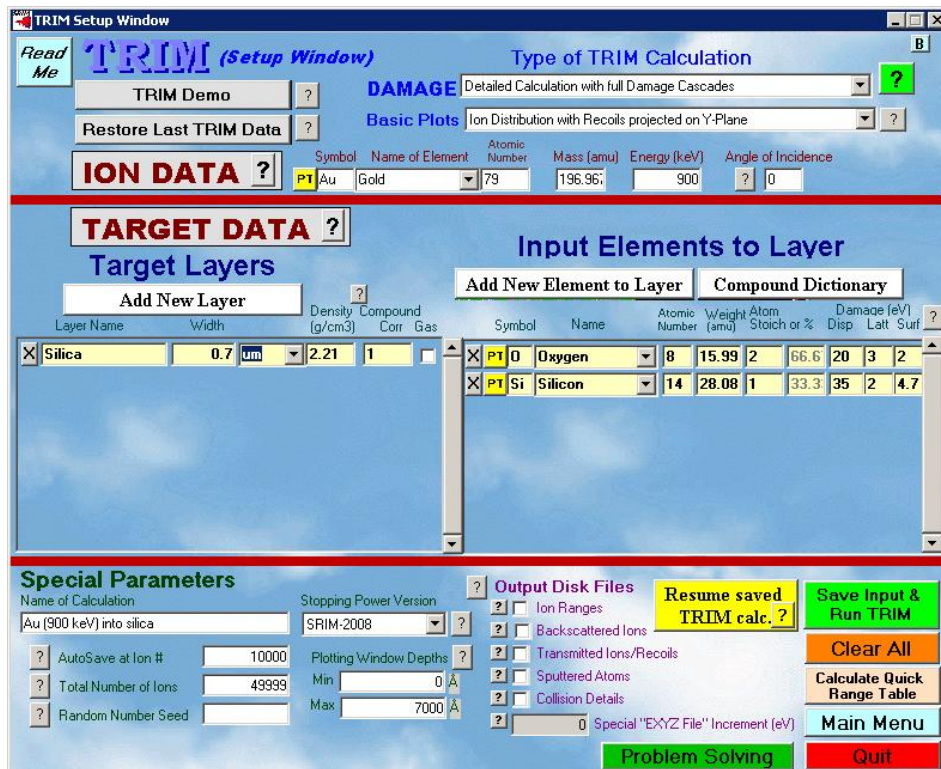 TRIM Setup Window
Read Me
TRIM (Setup Window)
Type of TRIM Calculation
B
TRIM Demo ?
DAMAGE Detailed Calculation with full Damage Cascades ?
Restore Last TRIM Data ?
Basic Plots Ion Distribution with Recoils projected on Y-Plane ?
ION DATA ?
Symbol Name of Element Atomic Number Mass (amu) Energy (keV) Angle of Incidence
PT Au Gold 79 196.96 900 ? 0
TARGET DATA ?
Target Layers
Add New Layer
?
Layer Name Width Density (g/cm3) Compound Corr Gas
X Silica 0.7 um 2.21 1
Input Elements to Layer
Add New Element to Layer Compound Dictionary
Symbol Name Atomic Number Weight (amu) Atom Stoich or % Damage (eV) Disp Latt Surf ?
X PT O Oxygen 8 15.99 2 66.6 20 3 2
X PT Si Silicon 14 28.08 1 33.3 35 2 4.7
Special Parameters
Name of Calculation
Au (900 keV) into silica
Stopping Power Version
SRIM-2008 ?
? AutoSave at Ion # 10000
? Total Number of Ions 49999
? Random Number Seed
Plotting Window Depths ?
Min 0 Å
Max 7000 Å
? Output Disk Files
? Ion Ranges
? Backscattered Ions
? Transmitted Ions/Recoils
? Sputtered Atoms
? Collision Details
? 0 Special "EXYZ File" Increment (eV)
Resume saved TRIM calc. ?
Save Input & Run TRIM
Clear All
Calculate Quick Range Table
Main Menu
Problem Solving
Quit